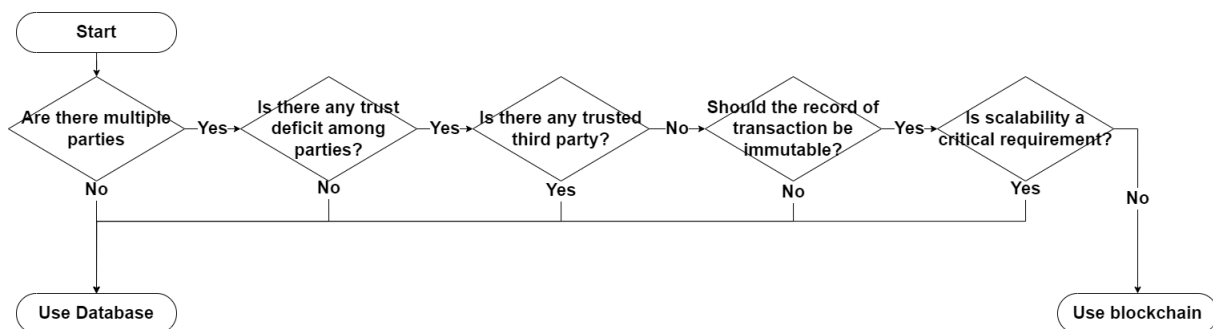 Start
Are there multiple
parties
Yes
Is there any trust
deficit among
parties?
Yes
Is there any trusted
third party?
No
Should the record of
transaction be
immutable?
Yes
Is scalability a
critical requirement?
No
No
Yes
No
Yes
No
Use Database
Use blockchain